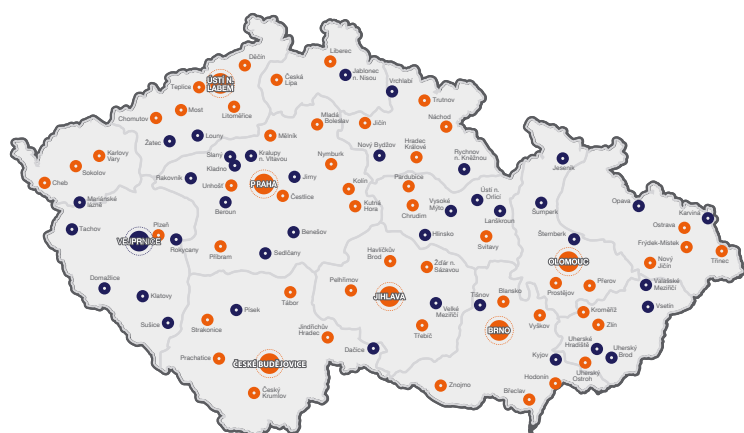 Děčín
Liberec
Jablonec
n. Nisou
Vrchlabí
ÚSTÍ N.
LABEM
Teplice
Česká
Lípa
Trutnov
Most
Litoměřice
Chomutov
Mladá
Boleslav
Jičín
Náchod
Žatec
Louny
Mělník
Karlovy
Vary
Slaný
Kralupy
n. Vltavou
Nový Bydžov
Hradec
Králové
Rychnov
n. Kněžnou
Jeseník
Kladno
Nymburk
Sokolov
Cheb
Rakovník
Unhošť
PRAHA
Jirny
Kolín
Pardubice
Čestlice
Mariánské
lázně
Beroun
Kutná
Hora
Chrudim
Vysoké
Mýto
Ústí n.
Orlicí
Lanškroun
Šumperk
Opava
Karviná
Tachov
VEJPRNICE
Plzeň
Rokycany
Příbram
Benešov
Sedlčany
Hlinsko
Svitavy
Šternberk
Ostrava
Frýdek-Místek
Třinec
Havlíčkův
Brod
Žďár n.
Sázavou
OLOMOUC
Nový
Jičín
Domažlice
Klatovy
Pelhřimov
JIHLAVA
Tišnov
Blansko
Prostějov
Přerov
Valašské
Meziříčí
Tábor
Velké
Meziříčí
Vsetín
Sušice
Strakonice
Písek
Jindřichův
Hradec
Třebíč
BRNO
Vyškov
Kroměříž
Zlín
Prachatice
ČESKÉ BUDĚJOVICE
Dačice
Kyjov
Uherské
Hradiště
Uherský
Brod
Uherský
Ostroh
Český
Krumlov
Znojmo
Hodonín
Břeclav